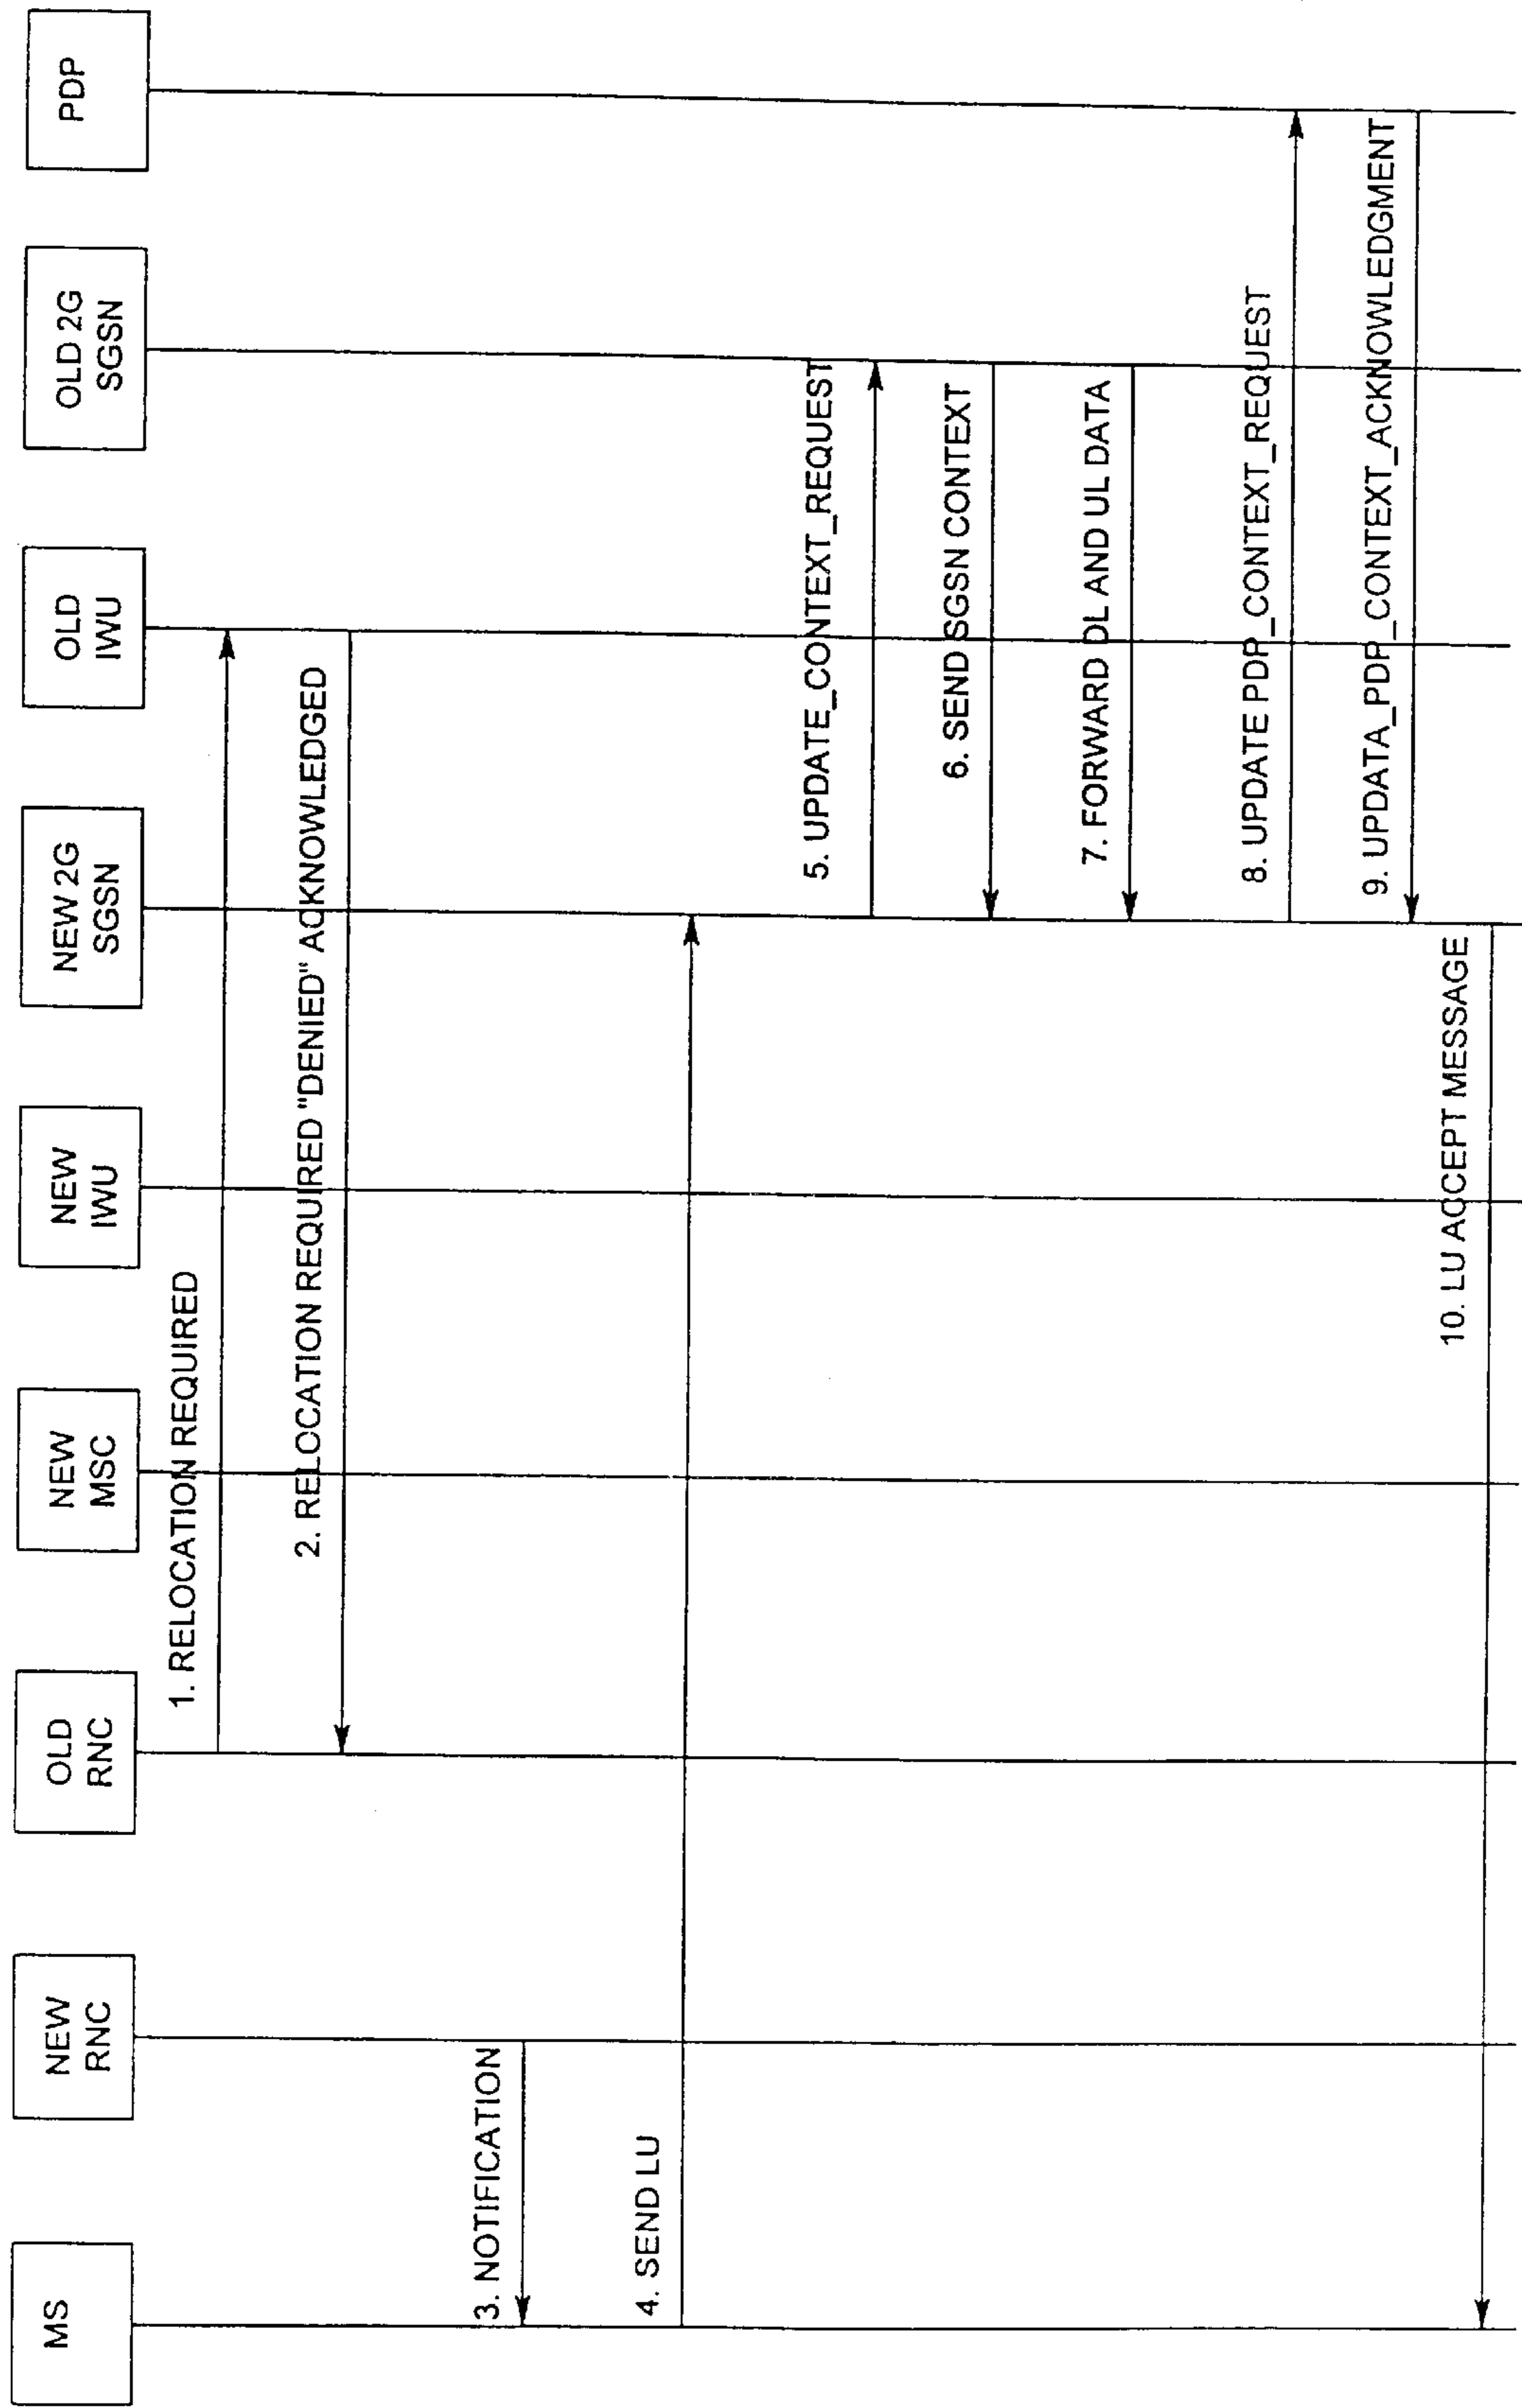 MS
NEW
RNC
OLD
RNC
NEW
MSC
NEW
IWU
NEW 2G
SGSN
OLD
IWU
OLD 2G
SGSN
PDP
1. RELOCATION REQUIRED
2. RELOCATION REQUIRED "DENIED" ACKNOWLEDGED
3. NOTIFICATION
4. SEND LU
5. UPDATE_CONTEXT_REQUEST
6. SEND SGSN CONTEXT
7. FORWARD DL AND UL DATA
8. UPDATE PDP_CONTEXT_REQUEST
9. UPDATA_PDP_CONTEXT_ACKNOWLEDGMENT
10. LU ACCEPT MESSAGE